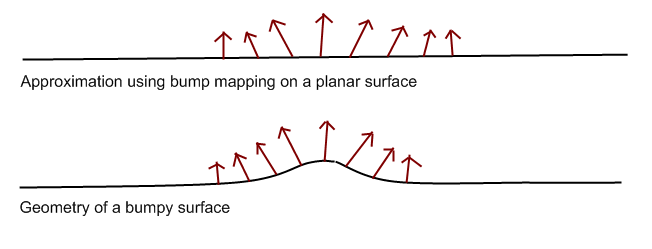 Approximation using bump mapping on a planar surface
Geometry of a bumpy surface